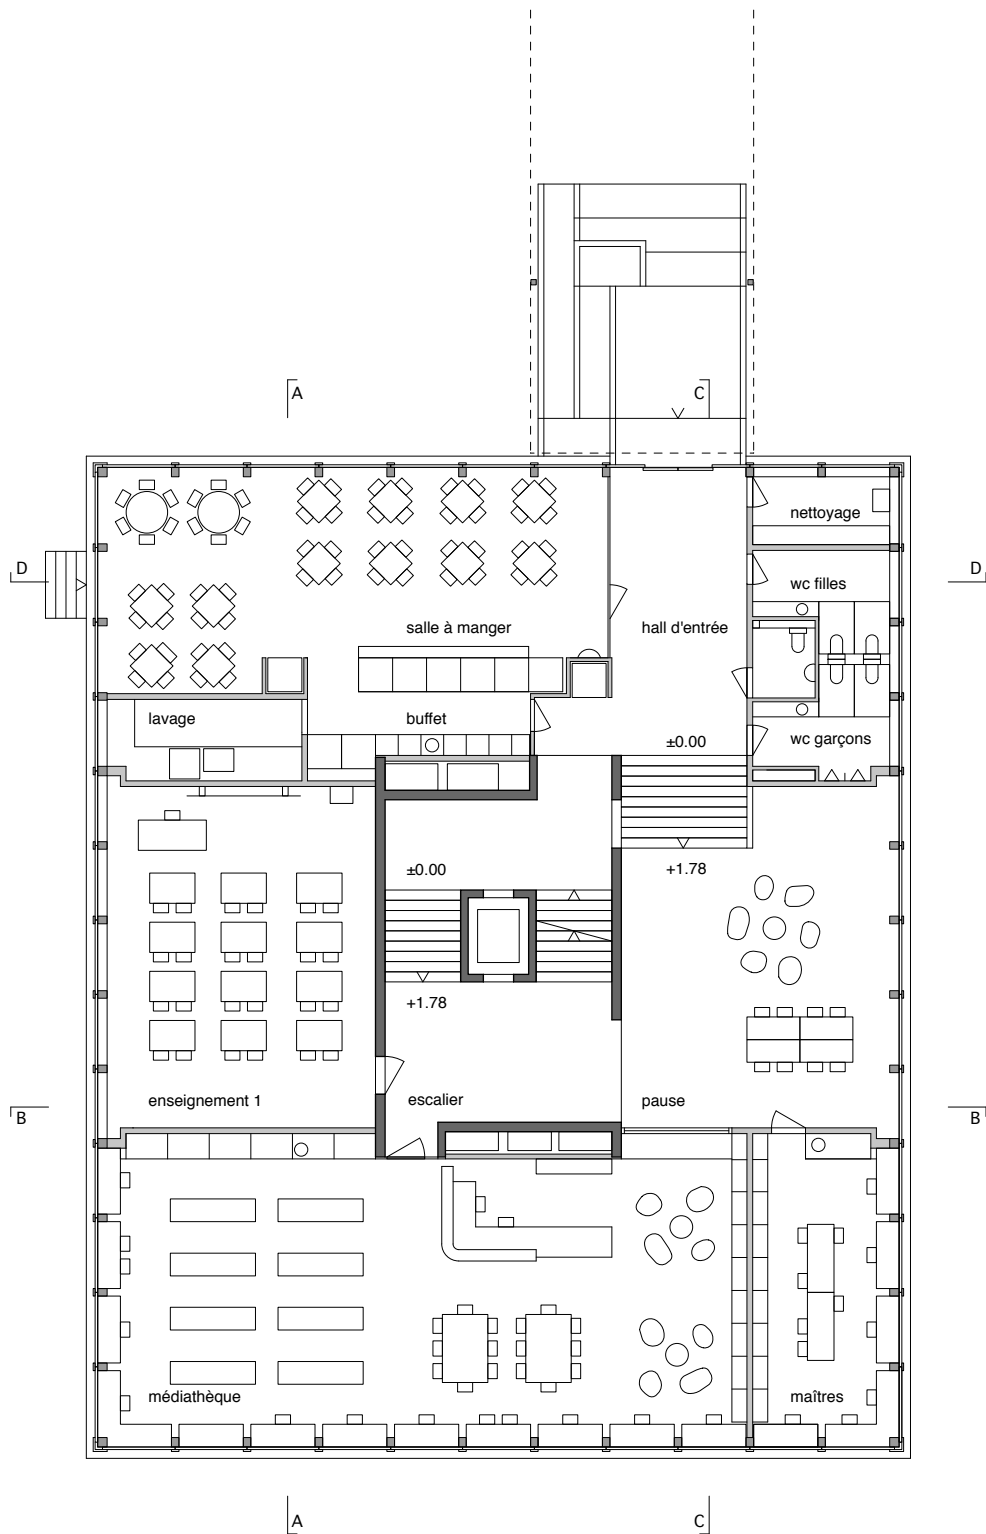 A
C
nettoyage
D
D
wc filles
salle à manger
hall d'entrée
lavage
buffet
±0.00
wc garçons
±0.00
+1.78
+1.78
enseignement 1
escalier
pause
B
B
médiathèque
maîtres
A
C